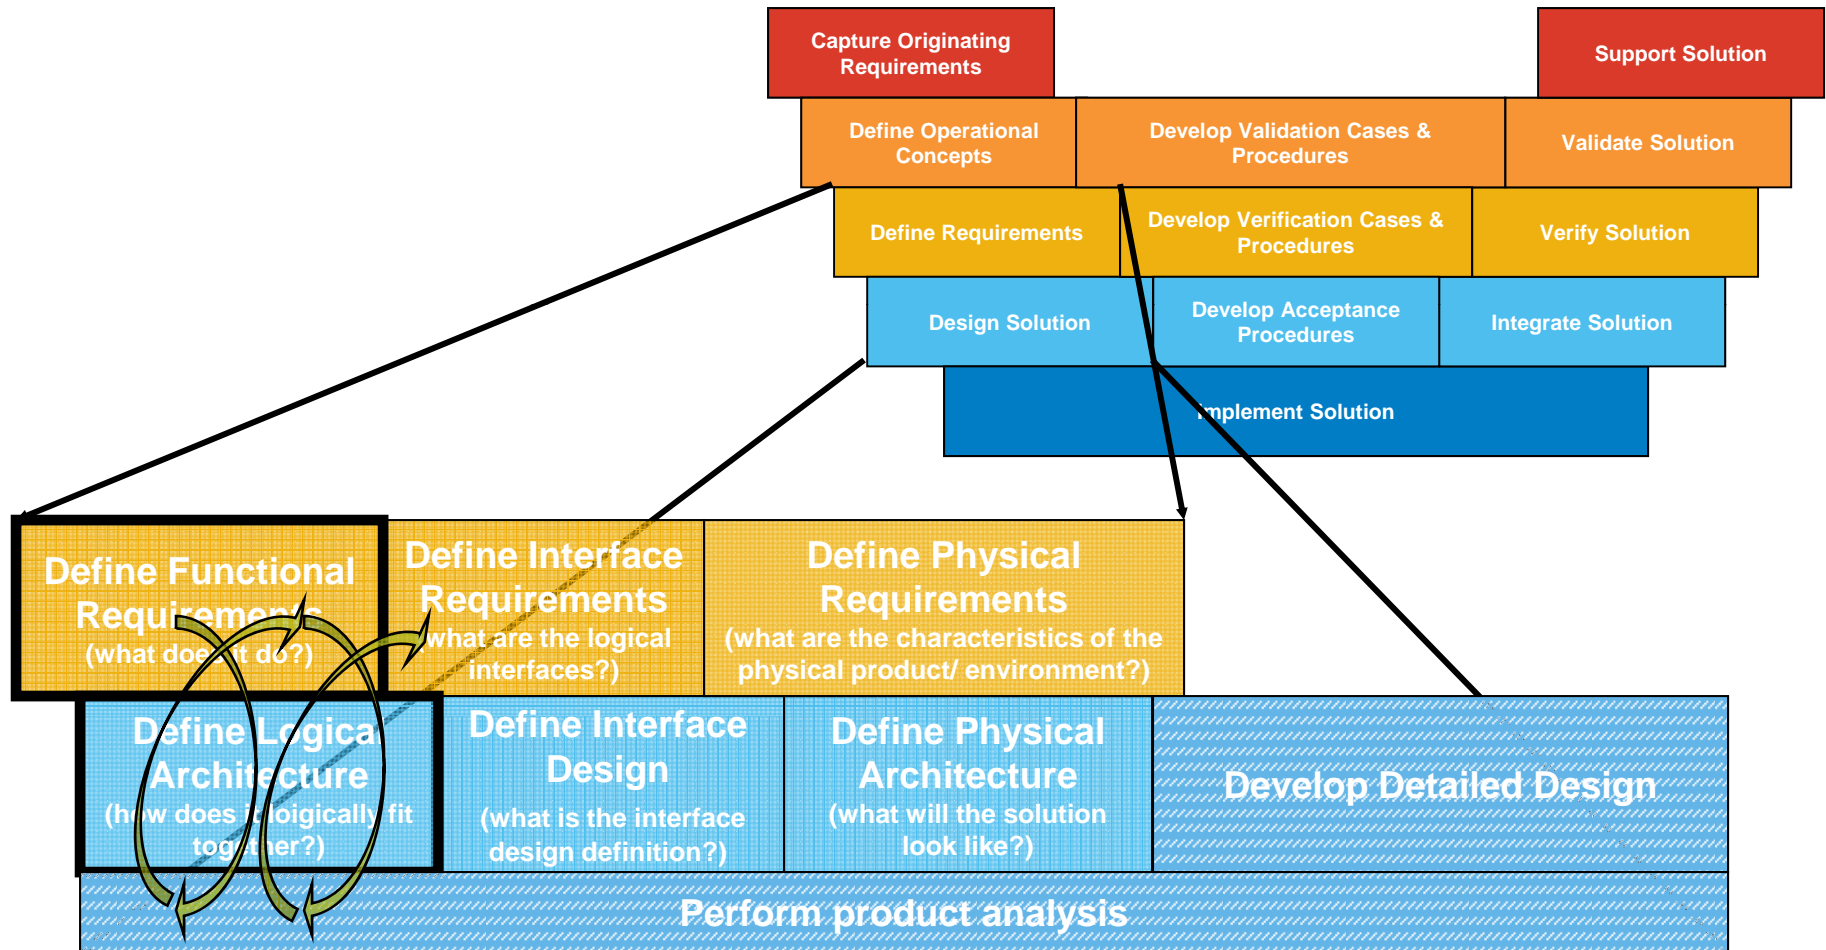 Capture Originating
Requirements
Support Solution
Define Operational
Concepts
Develop Validation Cases &
Procedures
Validate Solution
Define Requirements
Develop Verification Cases &
Procedures
Verify Solution
Design Solution
Develop Acceptance
Procedures
Integrate Solution
Implement Solution
Define Functional
Requirements
(what does it do?)
Define Interface
Requirements
(what are the logical
interfaces?)
Define Physical
Requirements
(what are the characteristics of the
physical product/ environment?)
Define Logical
Architecture
(how does it loigically fit
together?)
Define Interface
Design
(what is the interface
design definition?)
Define Physical
Architecture
(what will the solution
look like?)
Develop Detailed Design
Perform product analysis